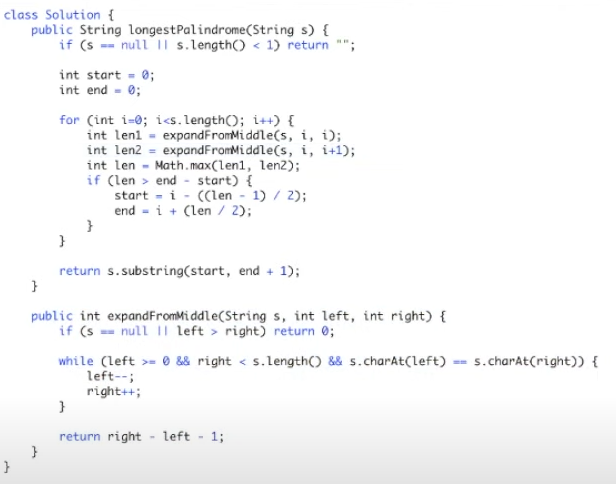 class Solution {
    public String longestPalindrome(String s) {
        if (s == null || s.length() < 1) return "";

        int start = 0;
        int end = 0;

        for (int i=0; i<s.length(); i++) {
            int len1 = expandFromMiddle(s, i, i);
            int len2 = expandFromMiddle(s, i, i+1);
            int len = Math.max(len1, len2);
            if (len > end - start) {
                start = i - ((len - 1) / 2);
                end = i + (len / 2);
            }
        }

        return s.substring(start, end + 1);
    }

    public int expandFromMiddle(String s, int left, int right) {
        if (s == null || left > right) return 0;

        while (left >= 0 && right < s.length() && s.charAt(left) == s.charAt(right)) {
            left--;
            right++;
        }

        return right - left - 1;
    }
}